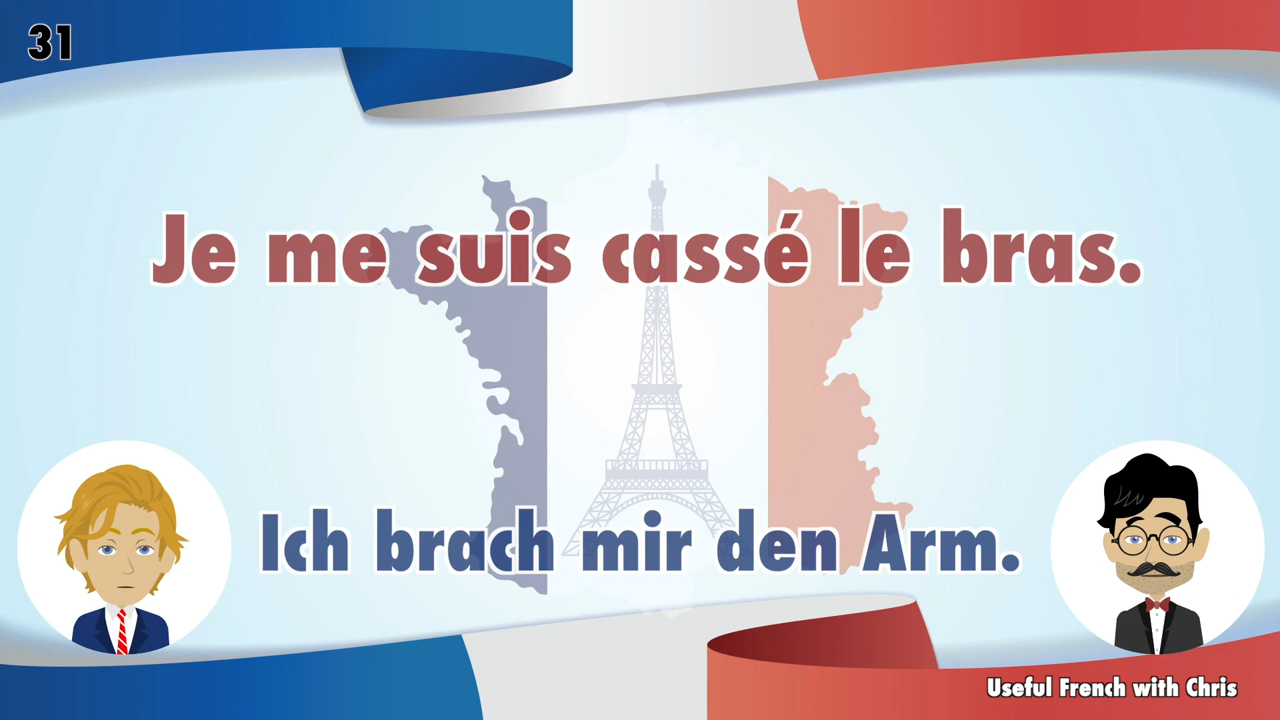 31
Je me suis cassé le bras.
Ich brach mir den Arm.
Useful French with Chris